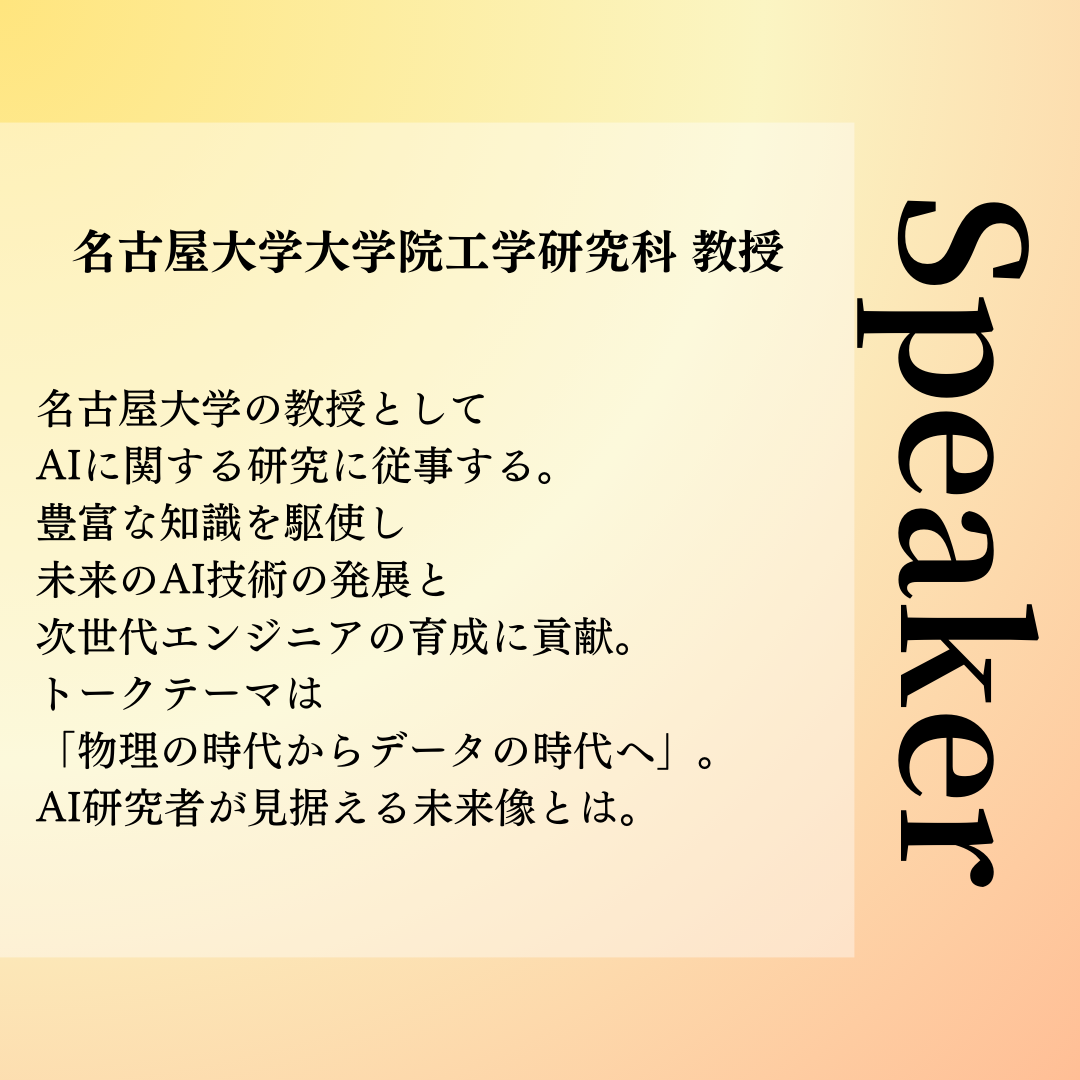 名古屋大学大学院工学研究科 教授
名古屋大学の教授として
AIに関する研究に従事する。
豊富な知識を駆使し
未来のAI技術の発展と
次世代エンジニアの育成に貢献。
トークテーマは
「物理の時代からデータの時代へ」。
AI研究者が見据える未来像とは。
Speaker